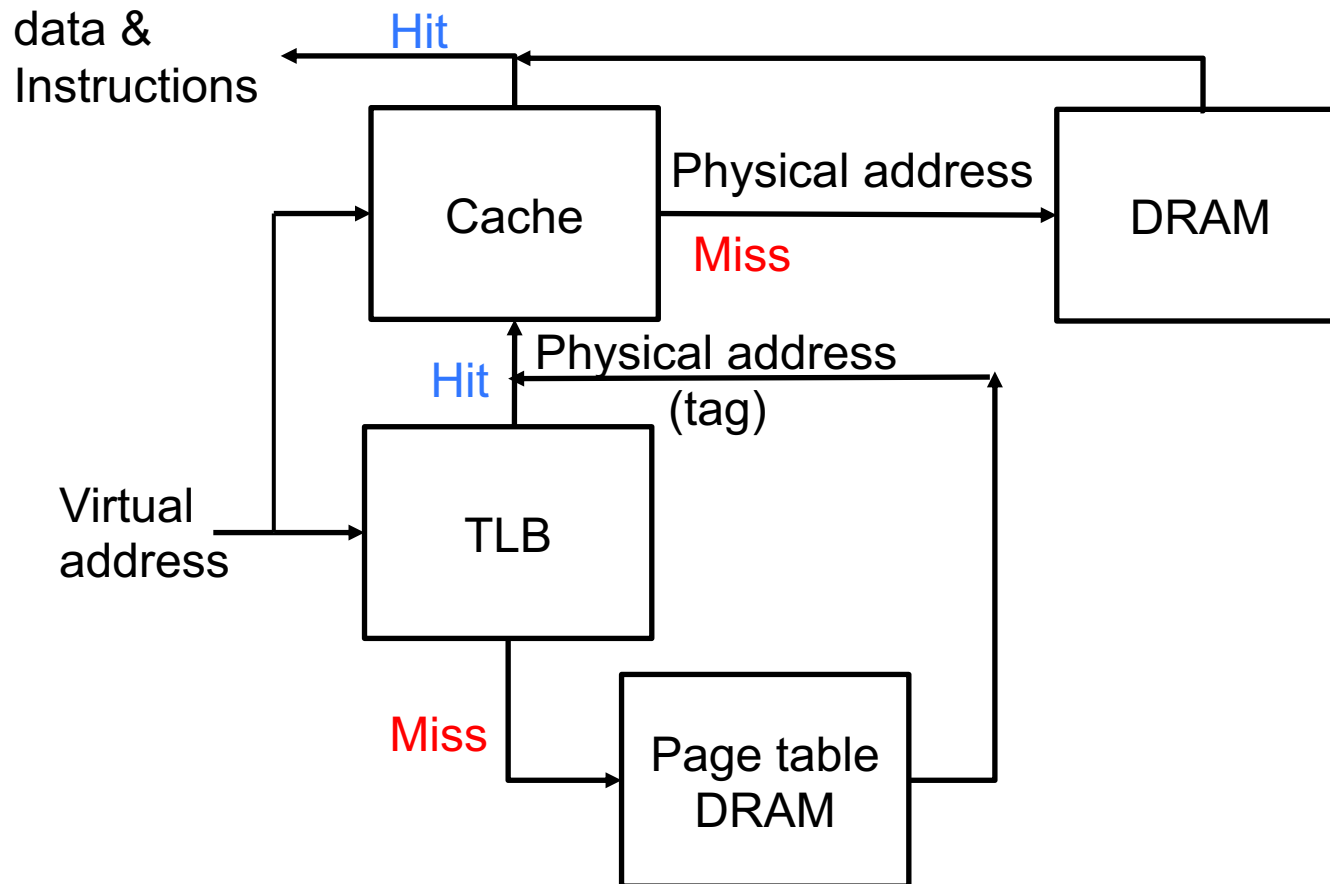 data &
Instructions
Hit
Cache
Physical address
Miss
DRAM
Hit
Physical address
(tag)
Virtual
address
TLB
Miss
Page table
DRAM